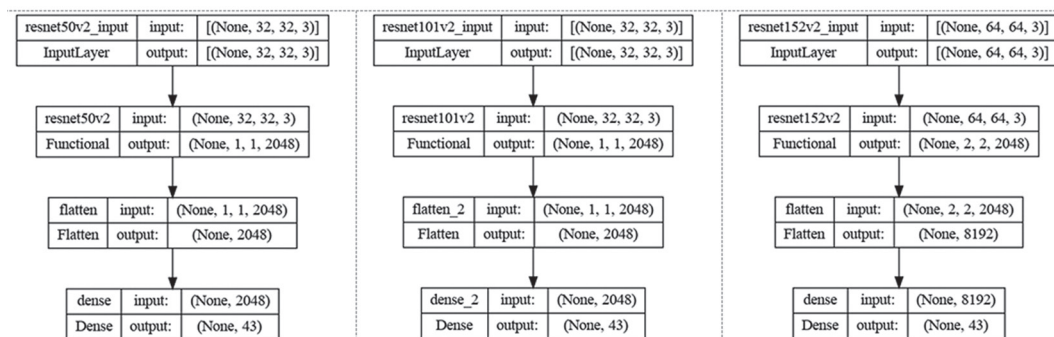 resnet50v2_input input: [(None, 32, 32, 3)]
InputLayer output: [(None, 32, 32, 3)]
resnet50v2 input: (None, 32, 32, 3)
Functional output: (None, 1, 1, 2048)
flatten input: (None, 1, 1, 2048)
Flatten output: (None, 2048)
dense input: (None, 2048)
Dense output: (None, 43)
resnet101v2_input input: [(None, 32, 32, 3)]
InputLayer output: [(None, 32, 32, 3)]
resnet101v2 input: (None, 32, 32, 3)
Functional output: (None, 1, 1, 2048)
flatten_2 input: (None, 1, 1, 2048)
Flatten output: (None, 2048)
dense_2 input: (None, 2048)
Dense output: (None, 43)
resnet152v2_input input: [(None, 64, 64, 3)]
InputLayer output: [(None, 64, 64, 3)]
resnet152v2 input: (None, 64, 64, 3)
Functional output: (None, 2, 2, 2048)
flatten input: (None, 2, 2, 2048)
Flatten output: (None, 8192)
dense input: (None, 8192)
Dense output: (None, 43)